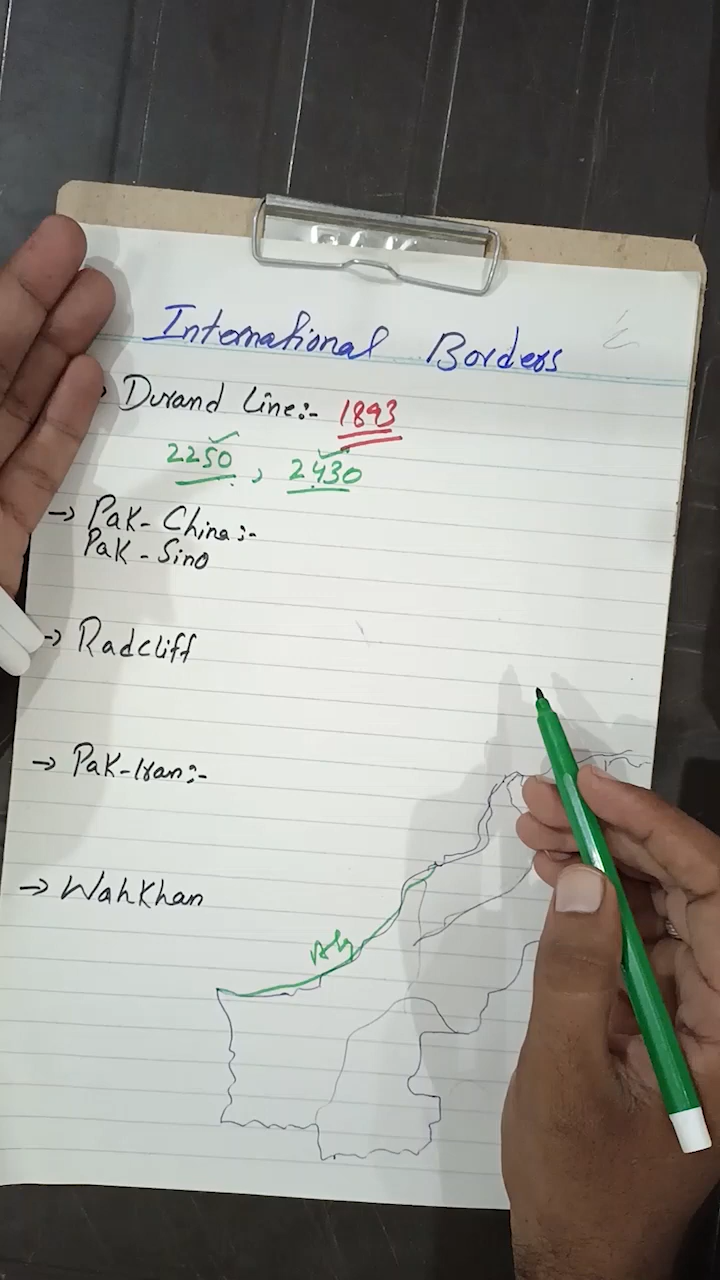 International Borders
Durand Line:- 1893
2250, 2430
→ Pak-China:-
Pak-Sino
→ Radcliff
→ Pak-Iran:-
→ Wahkhan